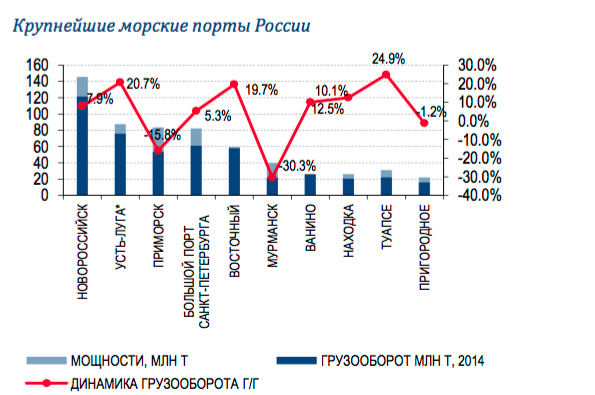 Крупнейшие морские порты России
160
140
120
100
80
60
40
20
0
30.0%
20.0%
10.0%
0.0%
-10.0%
-20.0%
-30.0%
-40.0%
7.9%
20.7%
-15.8%
5.3%
19.7%
-30.3%
10.1%
12.5%
24.9%
-1.2%
НОВОРОССИЙСК
УСТЬ-ЛУГА*
ПРИМОРСК
БОЛЬШОЙ ПОРТ
САНКТ-ПЕТЕРБУРГА
ВОСТОЧНЫЙ
МУРМАНСК
ВАНИНО
НАХОДКА
ТУАПСЕ
ПРИГОРОДНОЕ
МОЩНОСТИ, МЛН Т
ГРУЗООБОРОТ МЛН Т, 2014
ДИНАМИКА ГРУЗООБОРОТА Г/Г